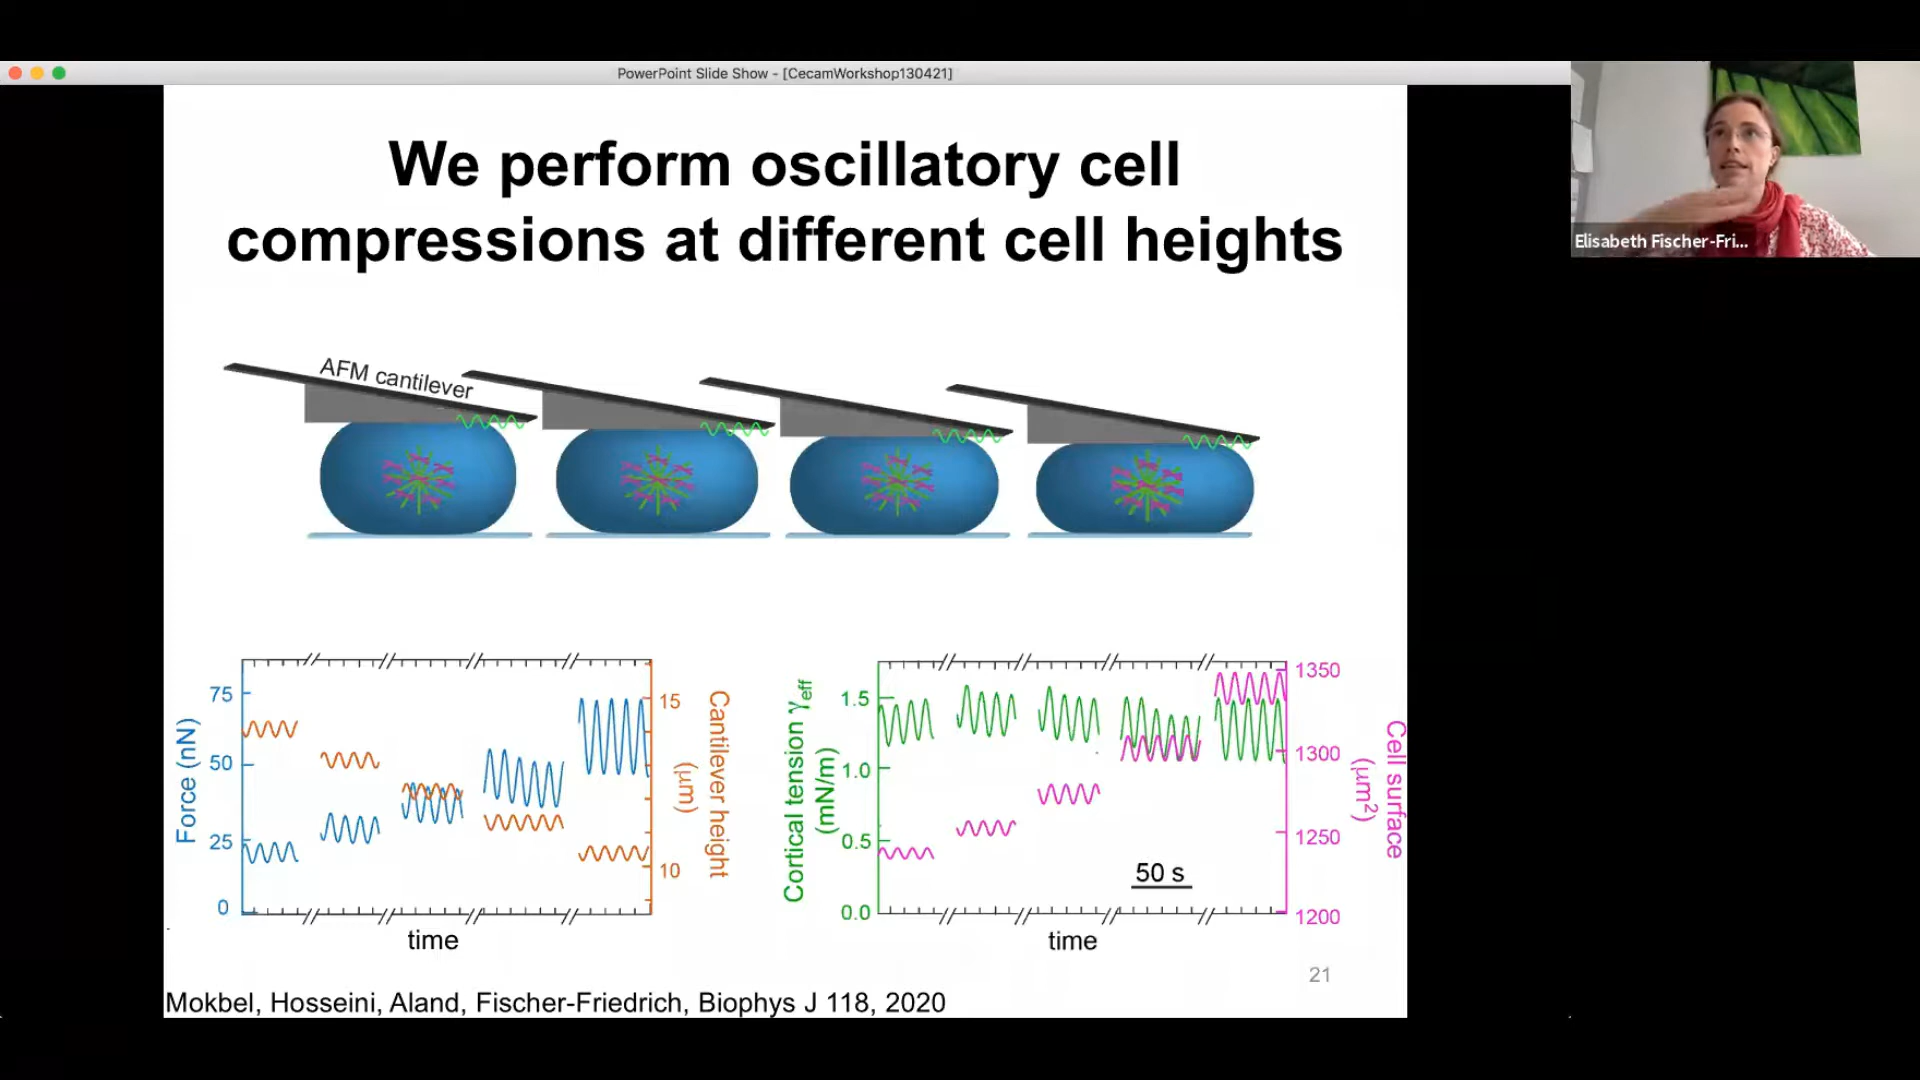 PowerPoint Slide Show - [CecamWorkshop130421]
Elisabeth Fischer-Fri...
We perform oscillatory cell
compressions at different cell heights
AFM cantilever
Force (nN)
75
50
25
0
time
15
10
Cantilever height
(μm)
Cortical tension γeff
(mN/m)
1.5
1.0
0.5
0.0
50 s
time
1350
1300
1250
1200
Cell surface
(μm²)
21
Mokbel, Hosseini, Aland, Fischer-Friedrich, Biophys J 118, 2020